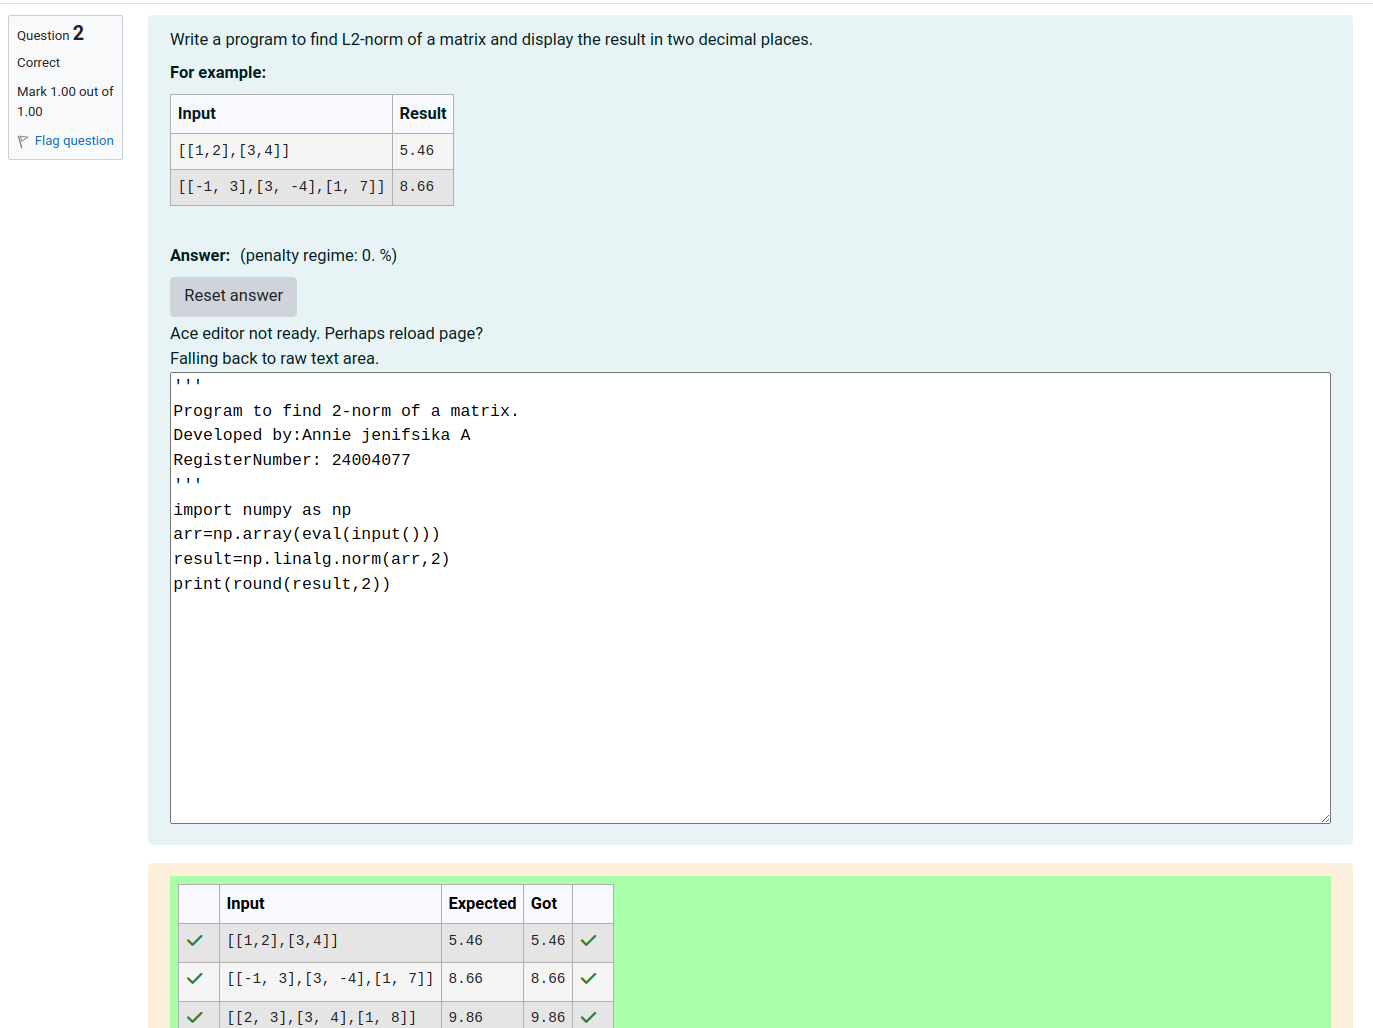 Question 2
Correct
Mark 1.00 out of
1.00
Flag question
Write a program to find L2-norm of a matrix and display the result in two decimal places.
For example:
Input Result
[[1,2],[3,4]] 5.46
[[-1, 3],[3, -4],[1, 7]] 8.66
Answer: (penalty regime: 0. %)
Reset answer
Ace editor not ready. Perhaps reload page?
Falling back to raw text area.
'''
Program to find 2-norm of a matrix.
Developed by:Annie jenifsika A
RegisterNumber: 24004077
'''
import numpy as np
arr=np.array(eval(input()))
result=np.linalg.norm(arr,2)
print(round(result,2))
Input Expected Got
[[1,2],[3,4]] 5.46 5.46
[[-1, 3],[3, -4],[1, 7]] 8.66 8.66
[[2, 3],[3, 4],[1, 8]] 9.86 9.86